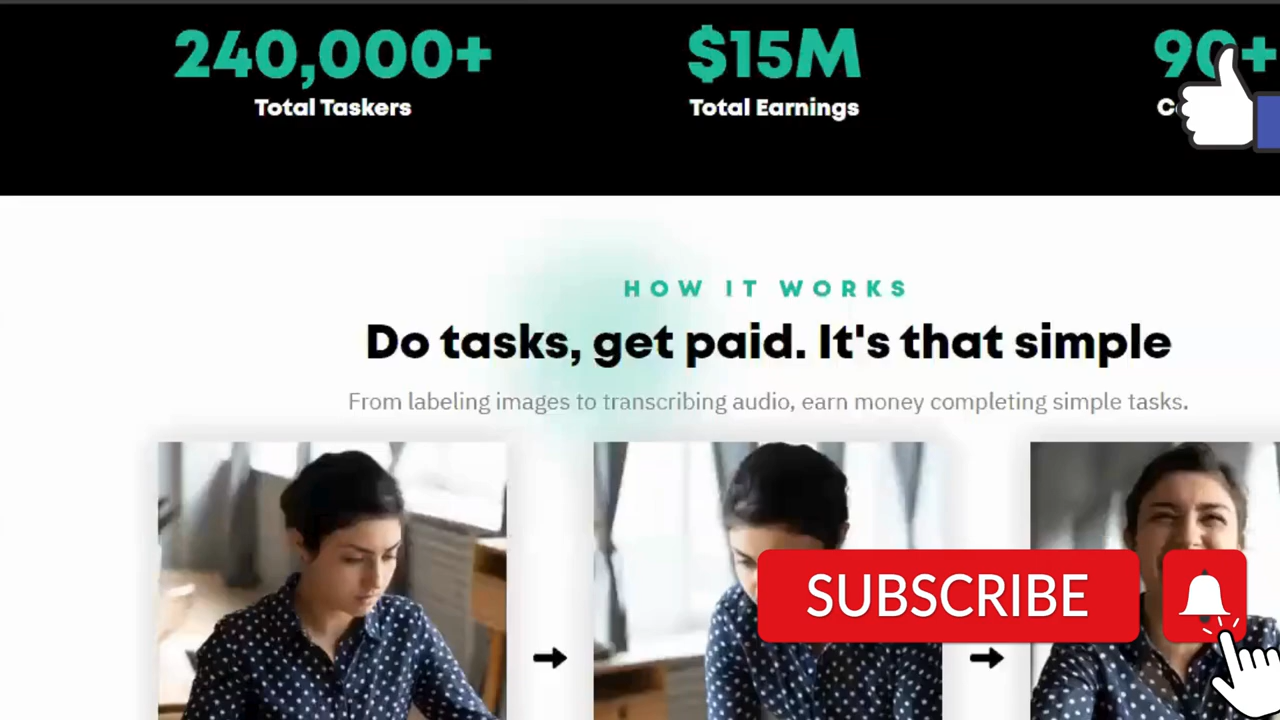 240,000+ $15M 90+
Total Taskers Total Earnings
HOW IT WORKS
Do tasks, get paid. It's that simple
From labeling images to transcribing audio, earn money completing simple tasks.
SUBSCRIBE